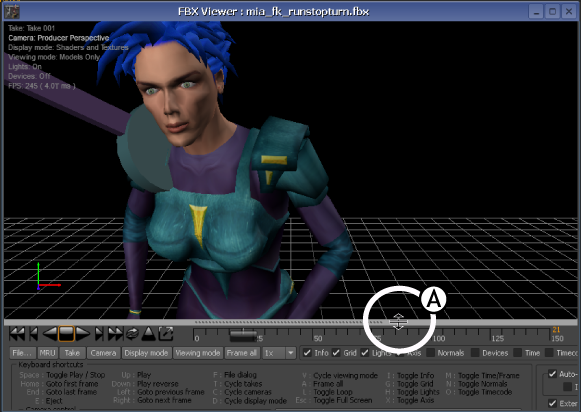 FBX Viewer : mia_fk_runstopturn.fbx
Take: Take 001
Camera: Producer Perspective
Display mode: Shaders and Textures
Viewing mode: Models Only
Lights: On
Devices: Off
FPS: 245 ( 4.01 ms )
A
0 25 50 75 100 125 150 21
File... MRU Take Camera Display mode Viewing mode Frame all 1x Info Grid Lights Axis Normals Devices Time
Keyboard shortcuts
Space: Toggle Play / Stop Up : Play P : File dialog V : Cycle viewing mode I : Toggle Info M : Toggle Time/Frame Auto-
Home : Goto first frame Down : Play reverse T : Cycle takes A : Frame all G : Toggle Grid N : Toggle Normals
End : Goto last frame Left : Goto previous frame C : Cycle cameras L : Toggle Loop H : Toggle Lights O : Toggle Timecode
E : Eject Right : Goto next frame D : Cycle display mode Esc : Toggle Full Screen X : Toggle Axis Exter